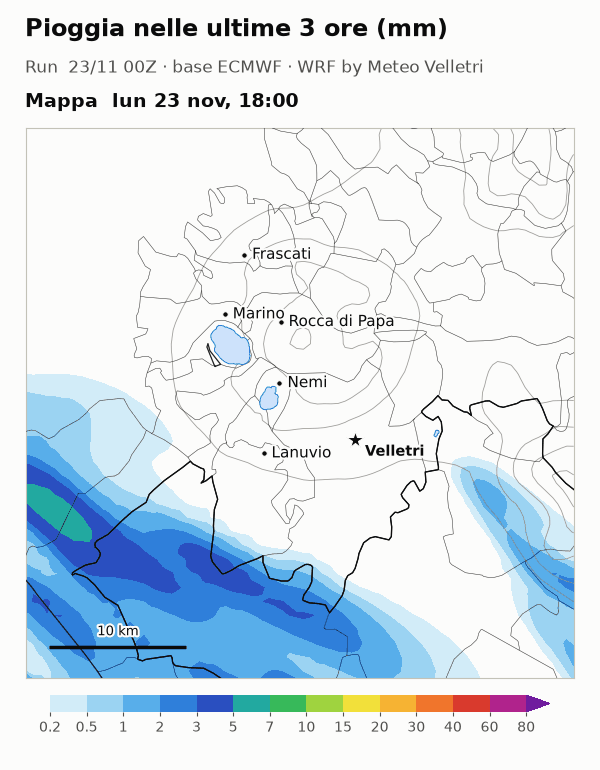 Pioggia nelle ultime 3 ore (mm)
Run  23/11 00Z · base ECMWF · WRF by Meteo Velletri
Mappa  lun 23 nov, 18:00
Frascati
Marino
Rocca di Papa
Nemi
Velletri
Lanuvio
10 km
0.2 0.5 1 2 3 5 7 10 15 20 30 40 60 80